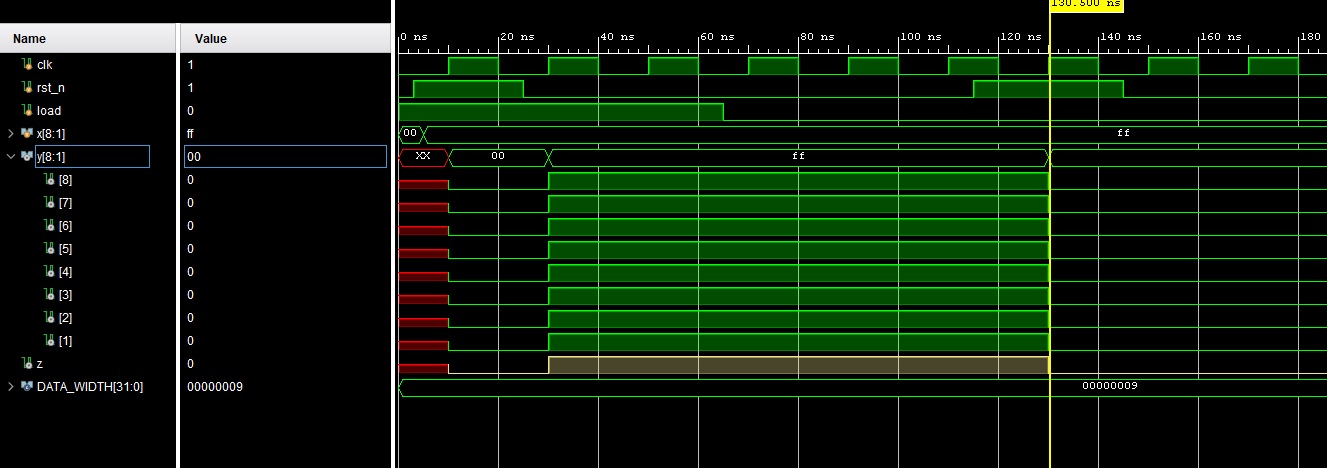 130.500 ns
Name Value
0 ns 20 ns 40 ns 60 ns 80 ns 100 ns 120 ns 140 ns 160 ns 180
clk 1
rst_n 1
load 0
x[8:1] ff 00 ff
y[8:1] 00 XX 00 ff
[8] 0
[7] 0
[6] 0
[5] 0
[4] 0
[3] 0
[2] 0
[1] 0
z 0
DATA_WIDTH[31:0] 00000009 00000009